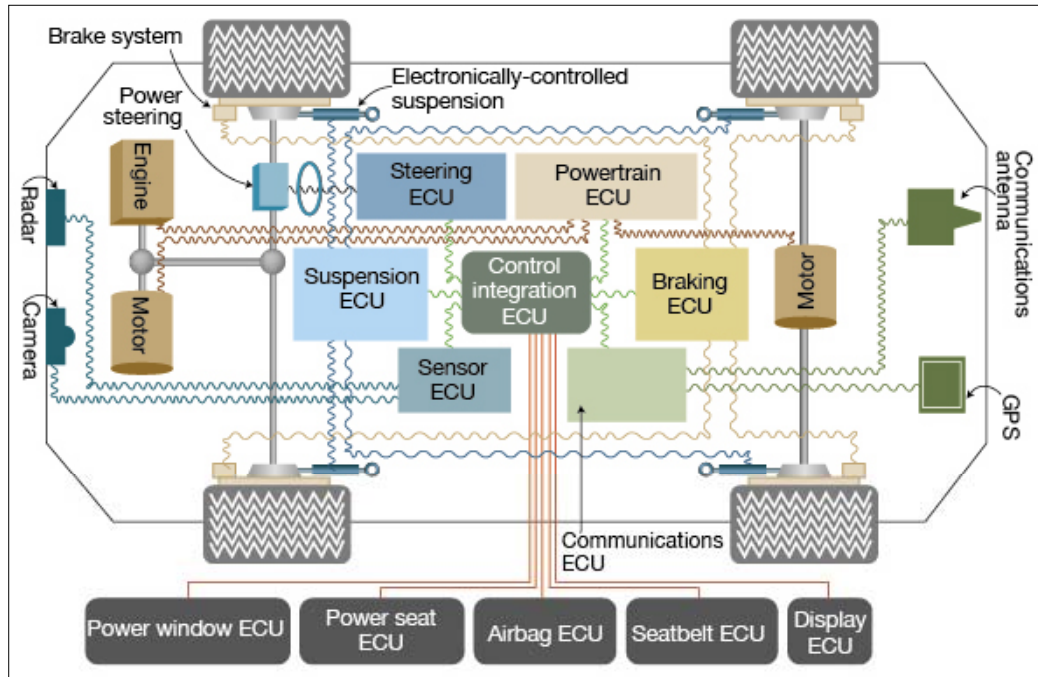 Brake system
Electronically-controlled
suspension
Power
steering
Engine
Steering
ECU
Powertrain
ECU
Communications
antenna
Radar
Suspension
ECU
Control
integration
ECU
Braking
ECU
Motor
Motor
Camera
Sensor
ECU
GPS
Communications
ECU
Power window ECU
Power seat
ECU
Airbag ECU
Seatbelt ECU
Display
ECU